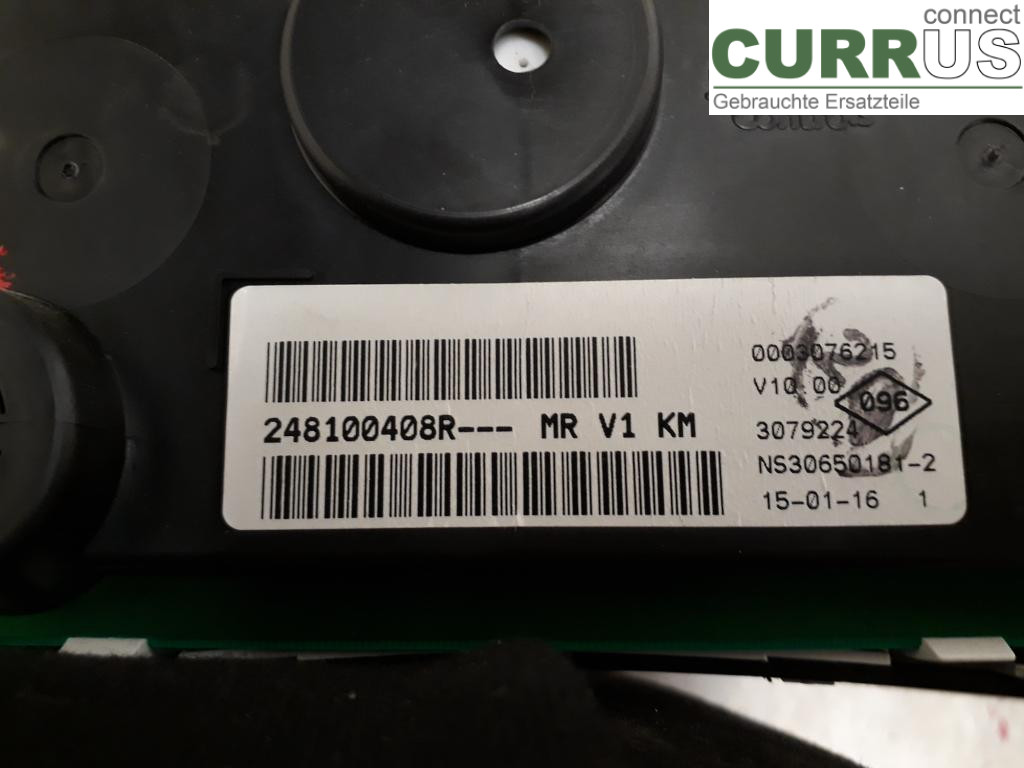 connect
CURRUS
Gebrauchte Ersatzteile
0003076215
V10.00
096
248100408R--- MR V1 KM
3079224
NS30650181-2
15-01-16 1